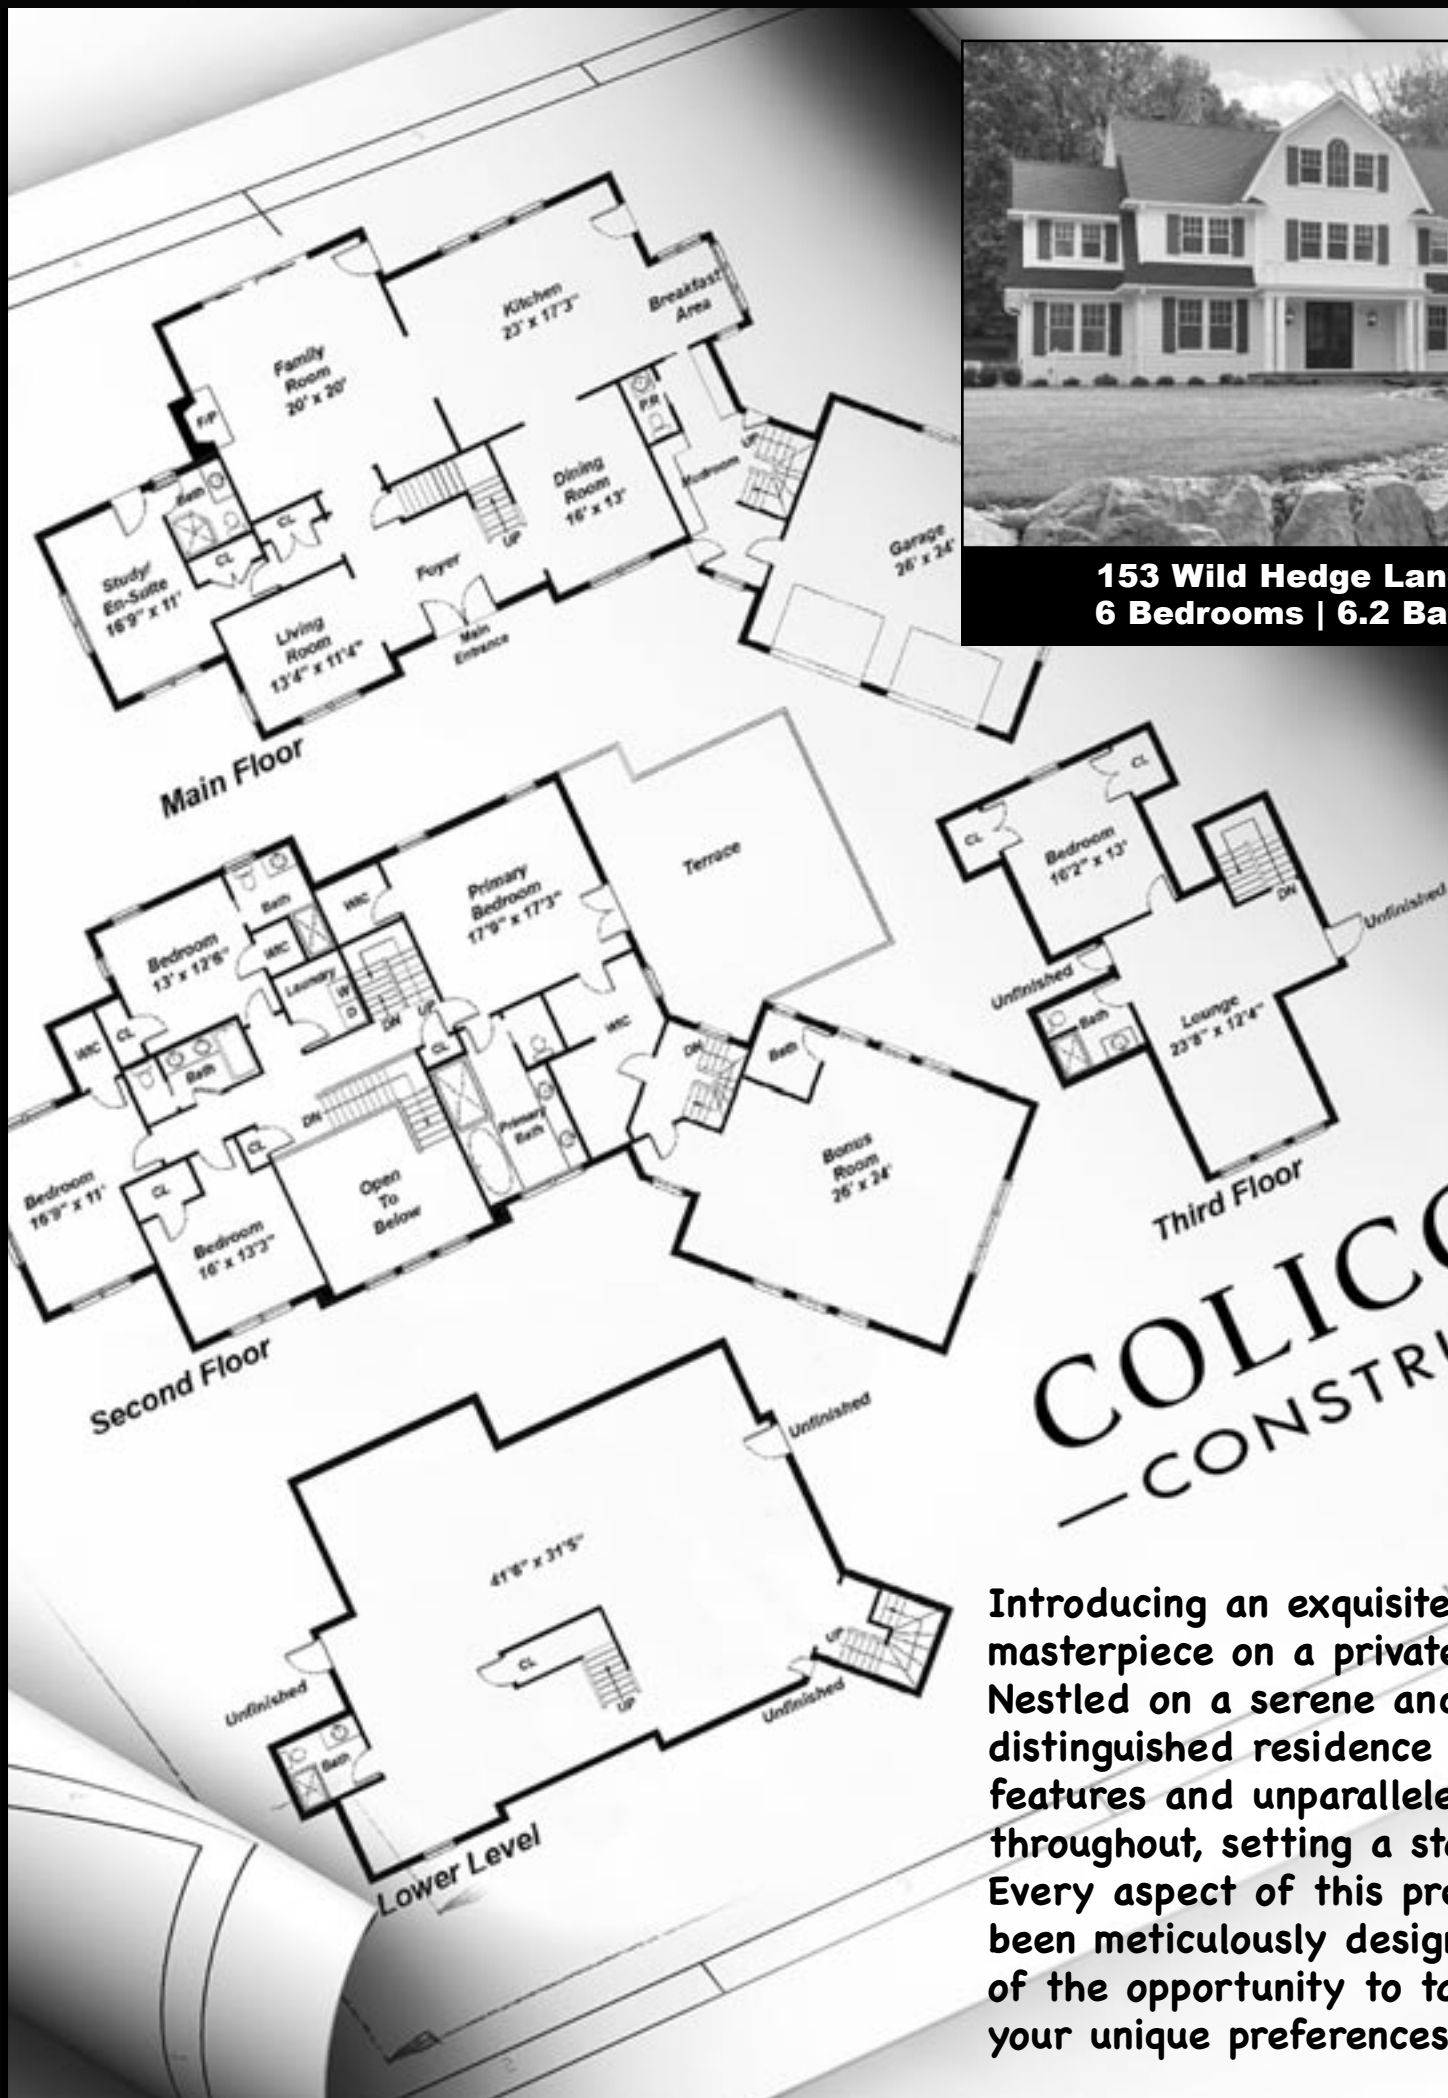 153 Wild Hedge Lan
6 Bedrooms | 6.2 Ba
Kitchen
23' x 17'3"
Breakfast
Area
Family
Room
20' x 20'
F/P
PR
UP
Mudroom
Dining
Room
16' x 13'
Garage
26' x 24'
Bath
CL
CL
Study/
En-Suite
16'9" x 11'
UP
Foyer
Living
Room
13'4" x 11'4"
Main
Entrance
Main Floor
Terrace
Primary
Bedroom
17'9" x 17'3"
WIC
Bath
Bedroom
13' x 12'6"
WIC
Laundry
W
D
DN
UP
CL
CL
WIC
Bath
WIC
DN
Bath
DN
Primary
Bath
CL
Bonus
Room
26' x 24'
Bedroom
16'9" x 11'
CL
Open
To
Below
Bedroom
16' x 13'3"
Second Floor
CL
Bedroom
16'2" x 13'
CL
DN
Unfinished
Unfinished
Bath
Lounge
23'8" x 12'4"
Third Floor
Unfinished
41'6" x 31'5"
CL
UP
UP
Unfinished
Unfinished
Bath
Lower Level
COLICO
CONSTR
Introducing an exquisite
masterpiece on a private
Nestled on a serene and
distinguished residence
features and unparallele
throughout, setting a sta
Every aspect of this pre
been meticulously design
of the opportunity to ta
your unique preferences